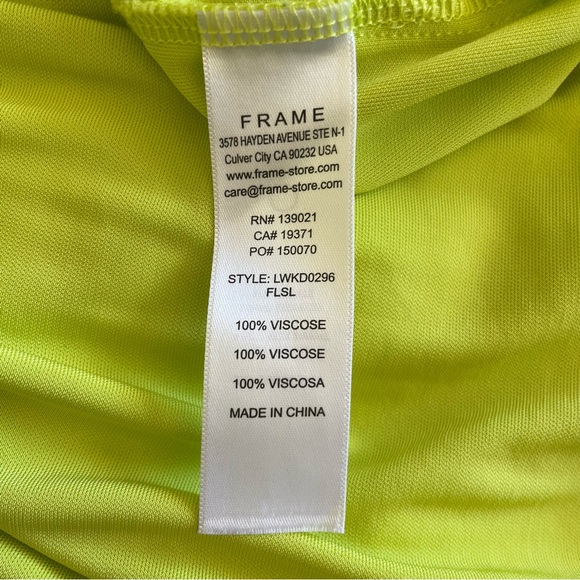 FRAME
3578 HAYDEN AVENUE STE N-1
Culver City CA 90232 USA
www.frame-store.com
care@frame-store.com
RN# 139021
CA# 19371
PO# 150070
STYLE: LWKD0296
FLSL
100% VISCOSE
100% VISCOSE
100% VISCOSA
MADE IN CHINA